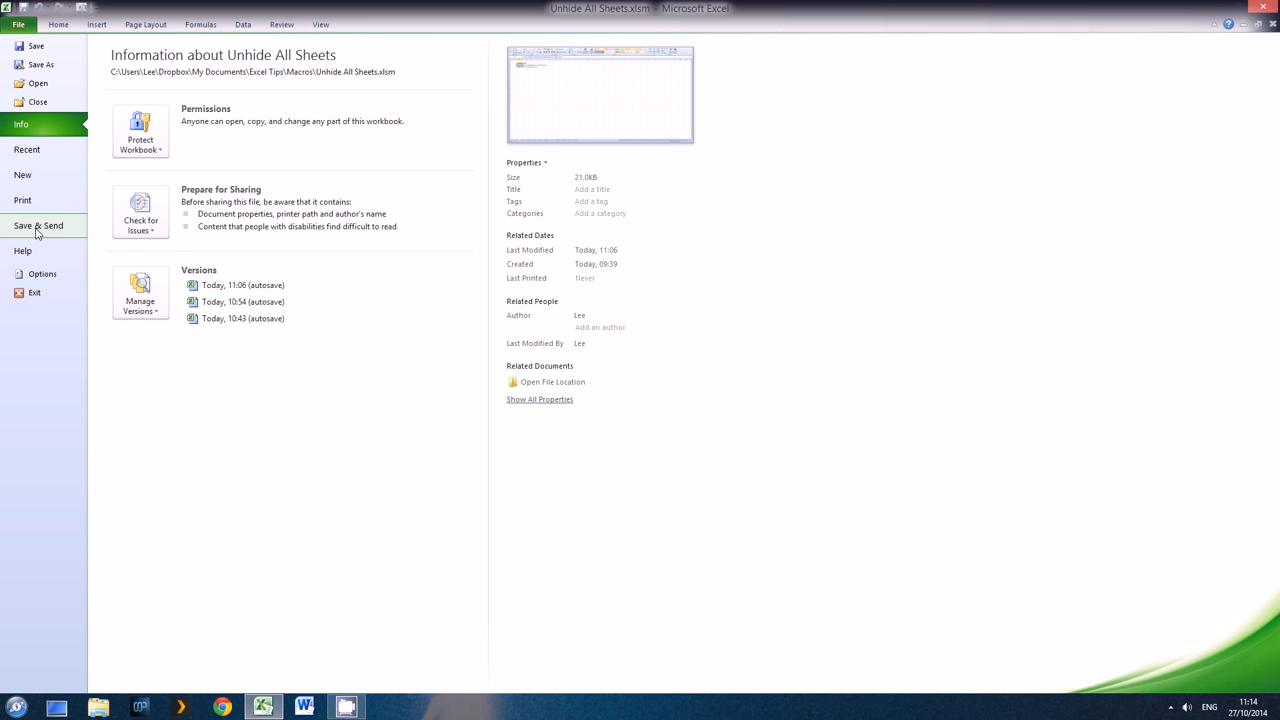 Unhide All Sheets.xlsm - Microsoft Excel
File Home Insert Page Layout Formulas Data Review View
Save
Save As
Open
Close
Info
Recent
New
Print
Save & Send
Help
Options
Exit
Information about Unhide All Sheets
C:\Users\Lee\Dropbox\My Documents\Excel Tips\Macros\Unhide All Sheets.xlsm
Protect
Workbook
Permissions
Anyone can open, copy, and change any part of this workbook.
Check for
Issues
Prepare for Sharing
Before sharing this file, be aware that it contains:
Document properties, printer path and author's name
Content that people with disabilities find difficult to read
Manage
Versions
Versions
Today, 11:06 (autosave)
Today, 10:54 (autosave)
Today, 10:43 (autosave)
Properties
Size 21.0KB
Title Add a title
Tags Add a tag
Categories Add a category
Related Dates
Last Modified Today, 11:06
Created Today, 09:39
Last Printed Never
Related People
Author Lee
Add an author
Last Modified By Lee
Related Documents
Open File Location
Show All Properties
ENG
11:14
27/10/2014